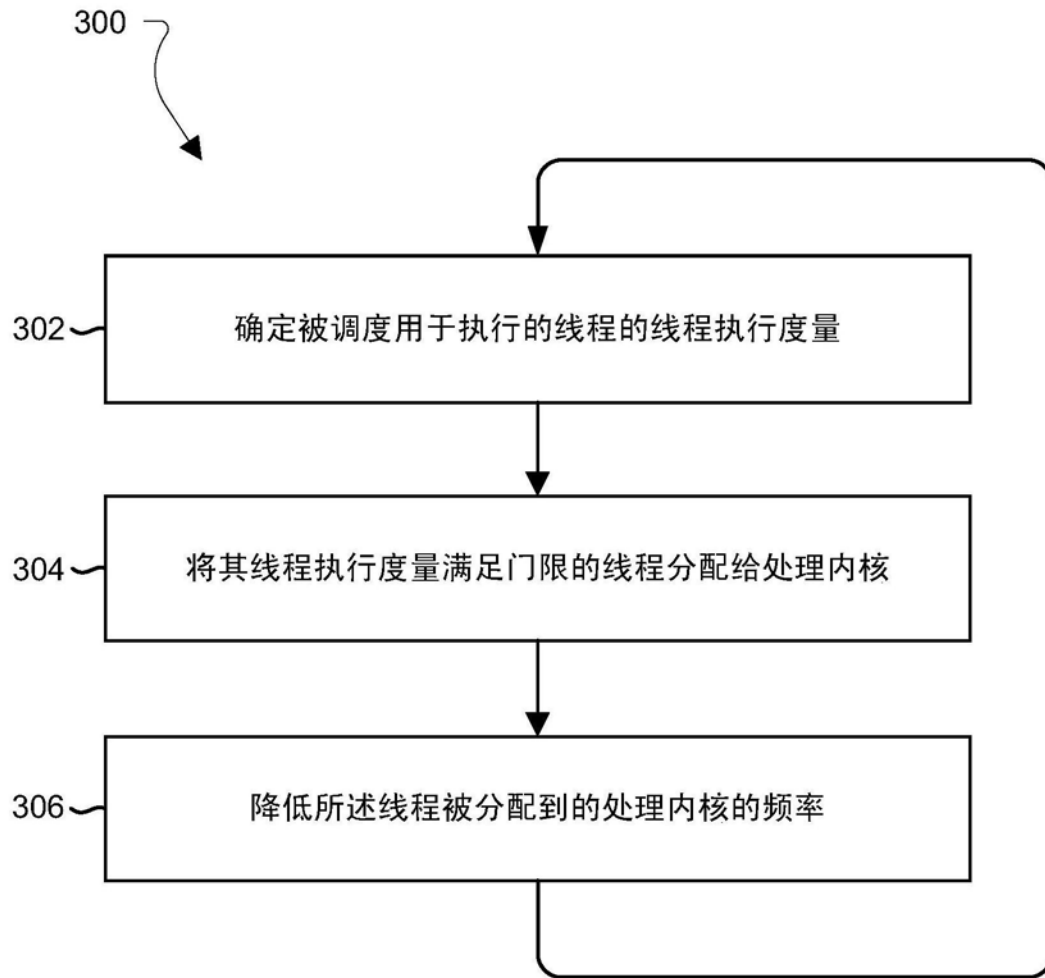 300
302
确定被调度用于执行的线程的线程执行度量
304
将其线程执行度量满足门限的线程分配给处理内核
306
降低所述线程被分配到的处理内核的频率